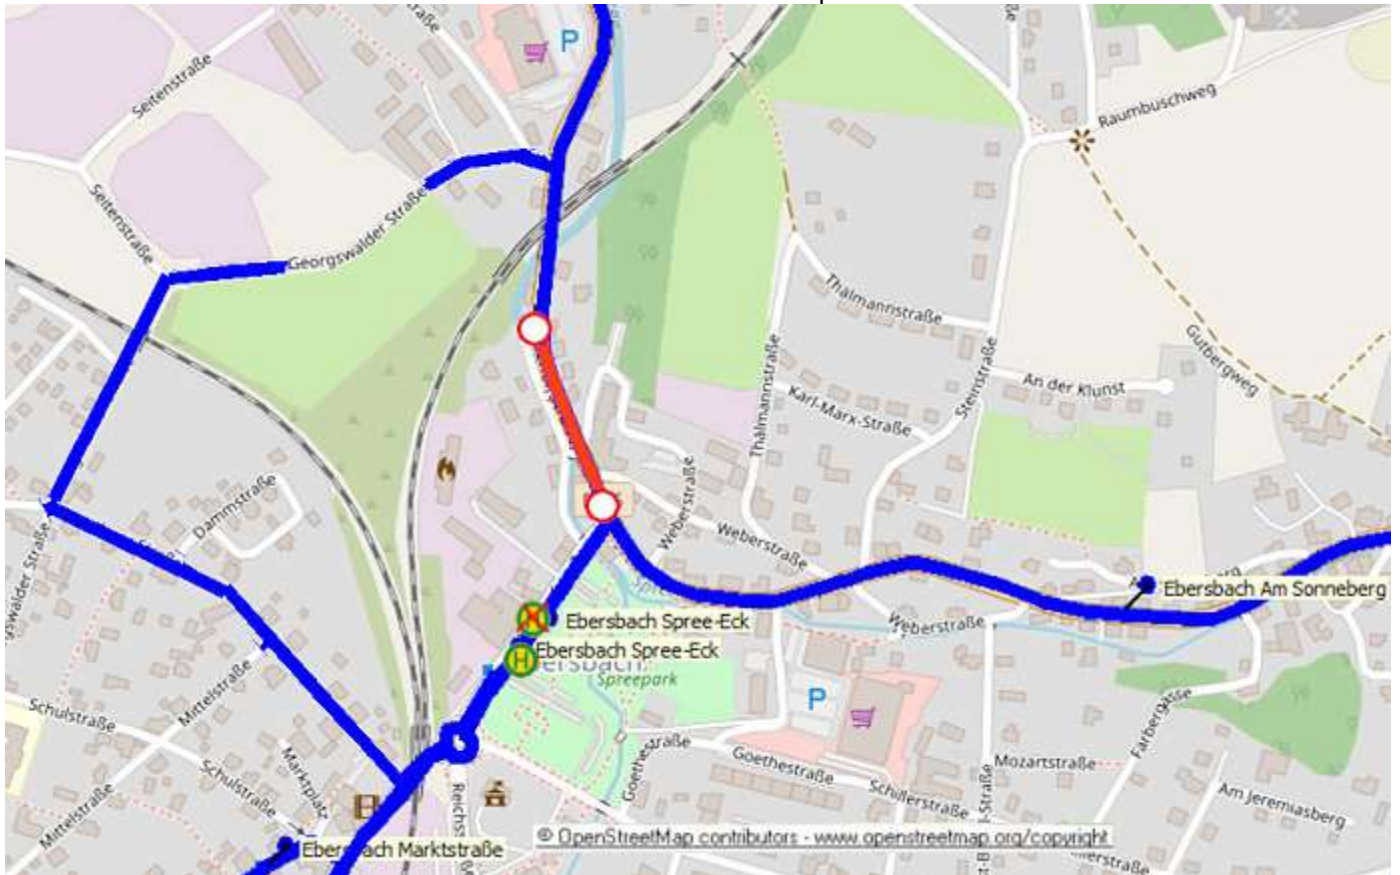 P
Seitenstraße
Raumbuschweg
Seitenstraße
Georgswalder Straße
Thälmannstraße
Gutbergweg
Thälmannstraße
Steinstraße
An der Klunst
Karl-Marx-Straße
Dammstraße
Weberstraße
Weberstraße
Ebersbach Am Sonneberg
Ebersbach Spree-Eck
H
Ebersbach Spree-Eck
Weberstraße
Spreepark
P
Mittelstraße
Schulstraße
Färbergasse
Goethestraße
Goethestraße
Mozartstraße
Schulstraße
Marktplatz
Schillerstraße
Am Jeremiasberg
Mittelstraße
© OpenStreetMap contributors - www.openstreetmap.org/copyright
Ebersbach Marktstraße